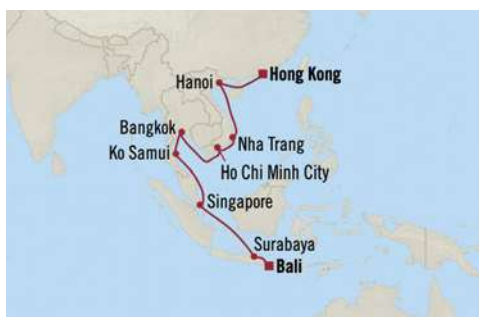 Hong Kong
Hanoi
Bangkok
Nha Trang
Ko Samui
Ho Chi Minh City
Singapore
Surabaya
Bali